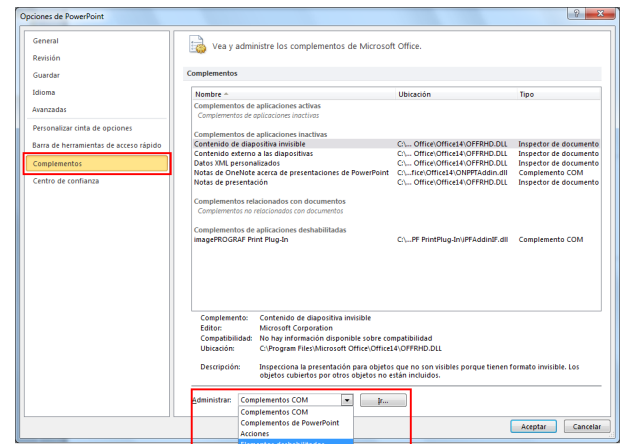 Opciones de PowerPoint
General
Revisión
Guardar
Idioma
Avanzadas
Personalizar cinta de opciones
Barra de herramientas de acceso rápido
Complementos
Centro de confianza
Vea y administre los complementos de Microsoft Office.
Complementos
Nombre Ubicación Tipo
Complementos de aplicaciones activas
Complementos de aplicaciones activas
Complementos de aplicaciones inactivas
Contenido de diapositiva invisible C:\... Office\Office14\OFFRHD.DLL Inspector de documento
Contenido externo a las diapositivas C:\... Office\Office14\OFFRHD.DLL Inspector de documento
Datos XML personalizados C:\... Office\Office14\OFFRHD.DLL Inspector de documento
Notas de OneNote acerca de presentaciones de PowerPoint C:\...fice\Office14\ONPPTAddin.dll Complemento COM
Notas de presentación C:\... Office\Office14\OFFRHD.DLL Inspector de documento
Complementos relacionados con documentos
Complementos no relacionados con documentos
Complementos de aplicaciones deshabilitadas
imagePROGRAF Print Plug-In C:\...PF PrintPlug-In\iPFAddinIF.dll Complemento COM
Complemento: Contenido de diapositiva invisible
Editor: Microsoft Corporation
Compatibilidad: No hay información disponible sobre compatibilidad
Ubicación: C:\Program Files\Microsoft Office\Office14\OFFRHD.DLL
Descripción: Inspecciona la presentación para objetos que no son visibles porque tienen formato invisible. Los
objetos cubiertos por otros objetos no están incluidos.
Administrar: Complementos COM Ir...
Complementos COM
Complementos de PowerPoint
Acciones
Elementos deshabilitados
Aceptar Cancelar